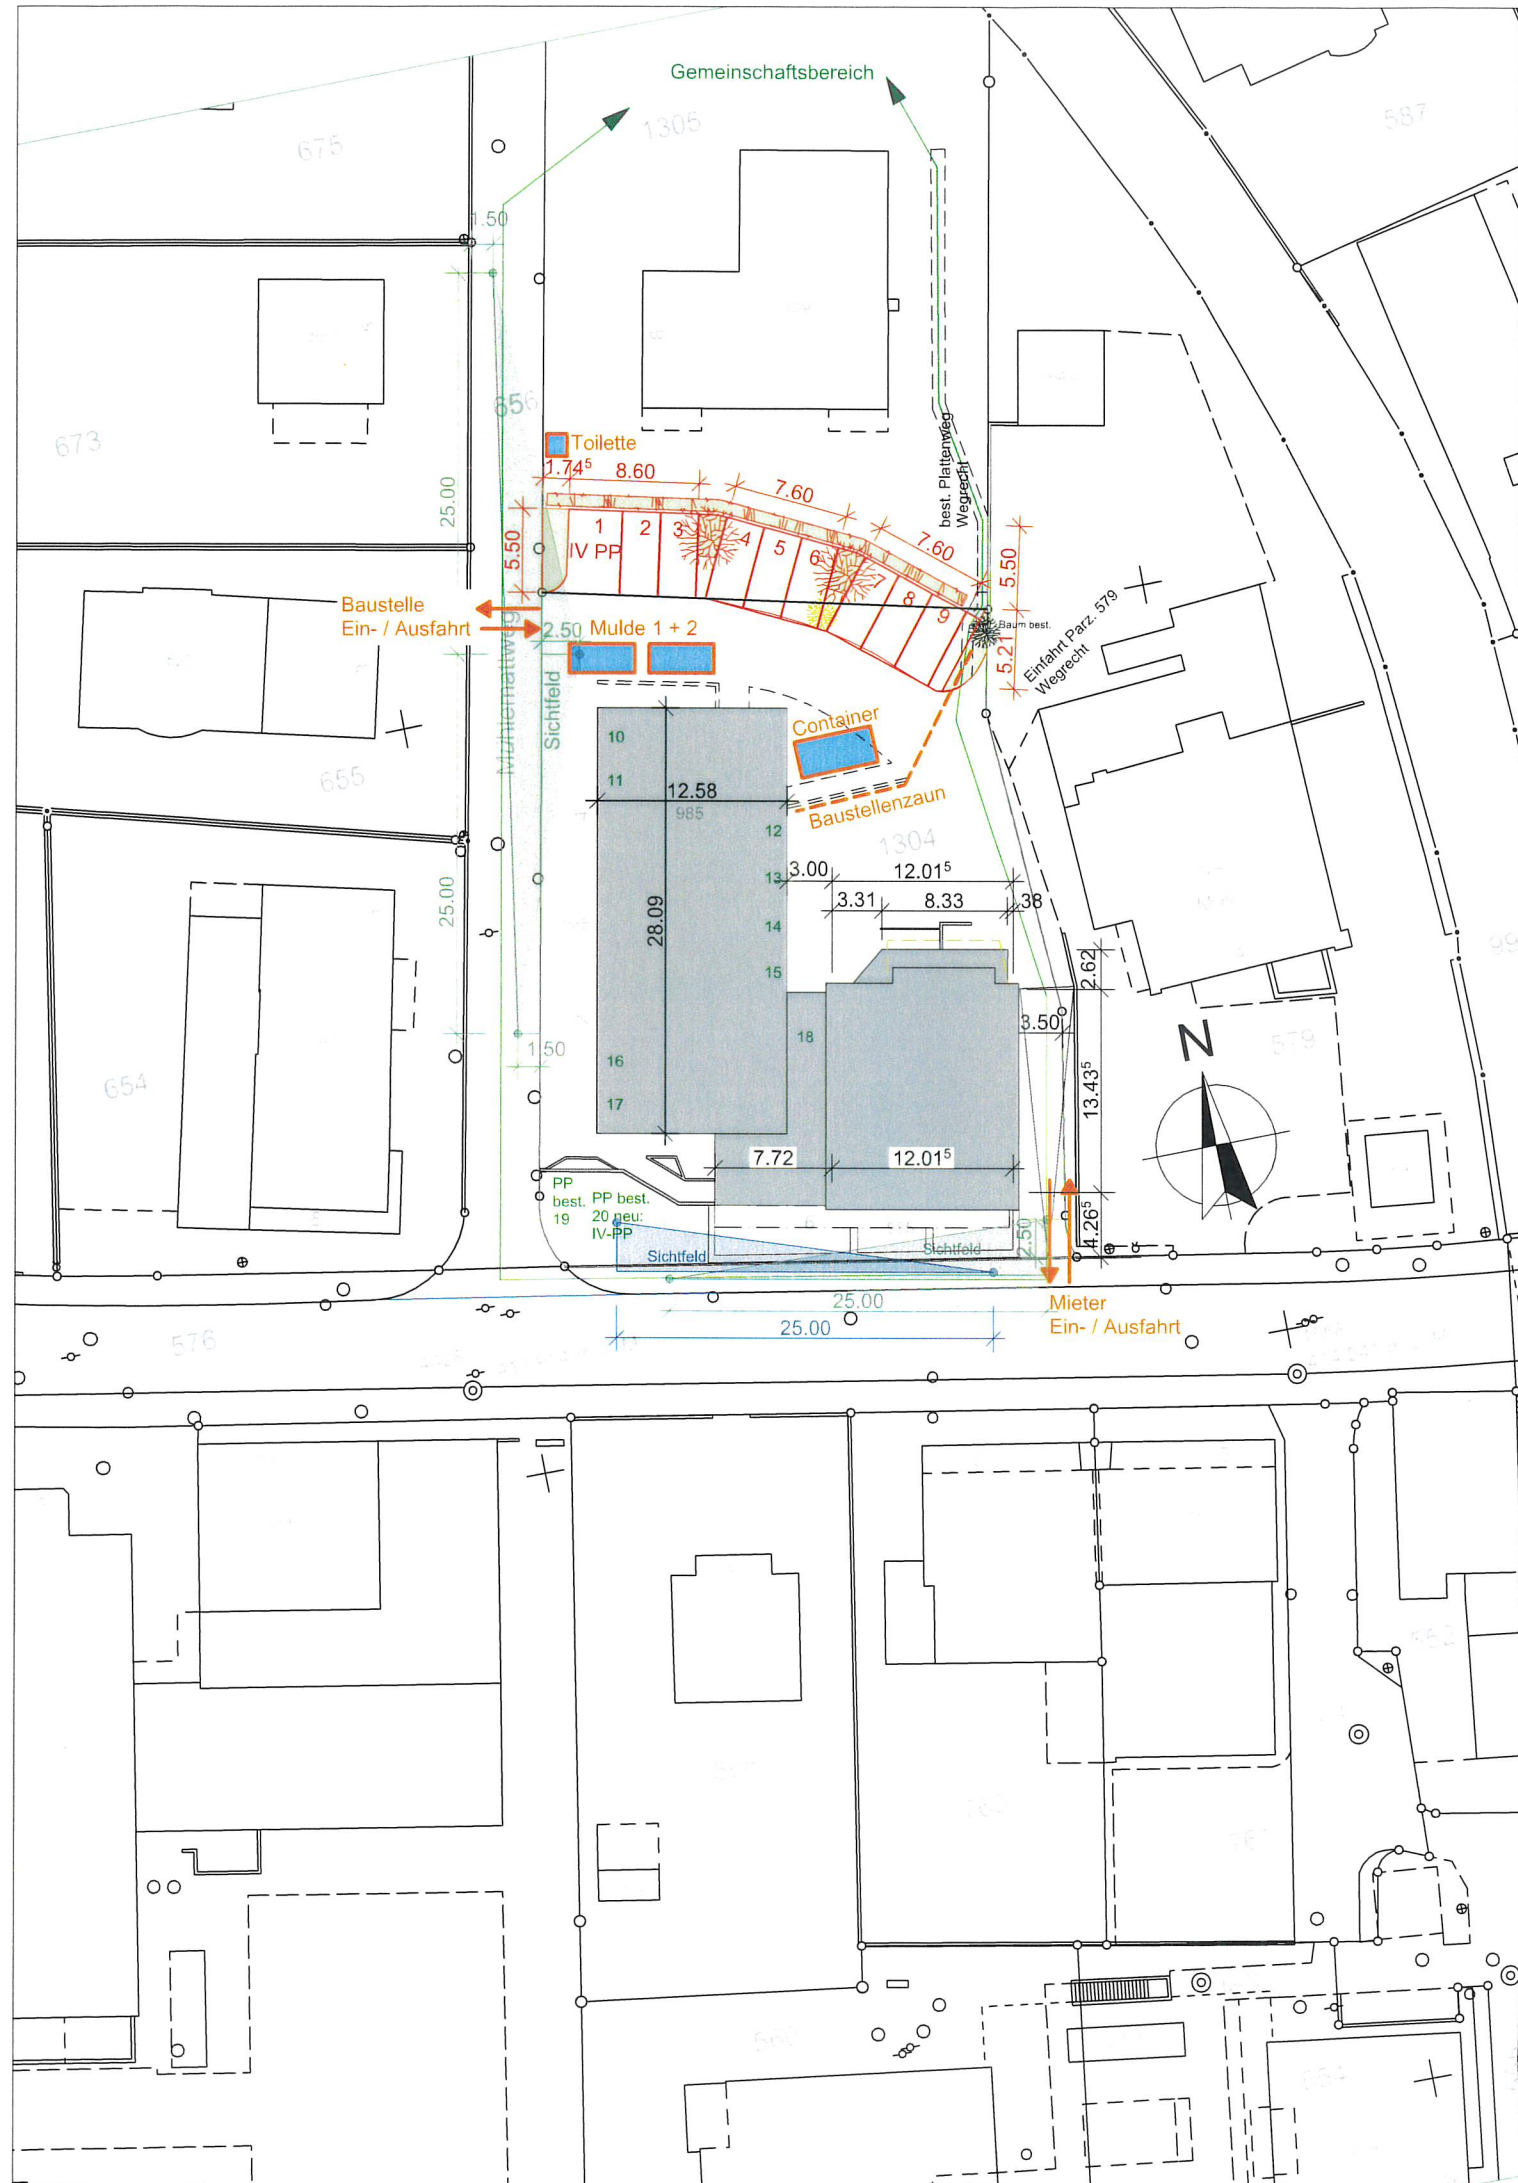 Gemeinschaftsbereich
1305
587
675
1.50
656
673
Toilette
1.74⁵
8.60
7.60
7.60
best. Plattenweg
Wegrecht
25.00
5.50
1
2
3
4
5
6
7
8
9
IV PP
5.50
Baustelle
Ein- / Ausfahrt
2.50
Mulde 1 + 2
Baum best.
5.21
Einfahrt Parz. 579
Wegrecht
Sichtfeld
Container
10
11
12.58
985
Baustellenzaun
655
12
1304
13
3.00
12.01⁵
3.31
8.33
38
25.00
28.09
14
15
2.62
18
3.50
N
579
1.50
16
654
17
13.43⁵
7.72
12.01⁵
PP
best.
19
PP best.
20 neu:
IV-PP
Sichtfeld
Sichtfeld
2.50
4.26⁵
25.00
Mieter
Ein- / Ausfahrt
25.00
576